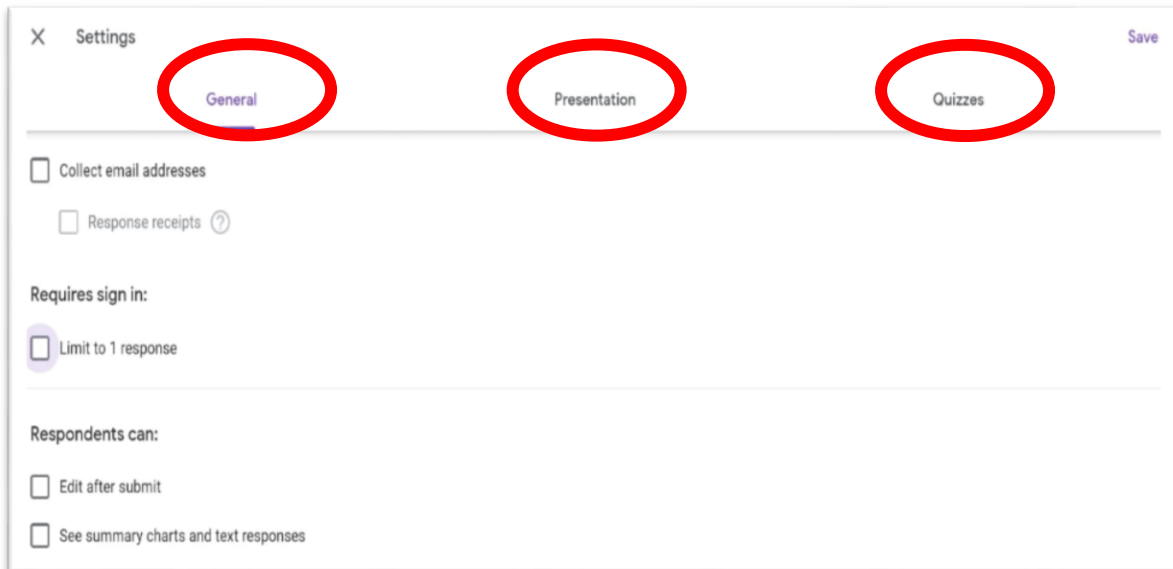 Settings Save
General Presentation Quizzes
Collect email addresses
Response receipts ?
Requires sign in:
Limit to 1 response
Respondents can:
Edit after submit
See summary charts and text responses